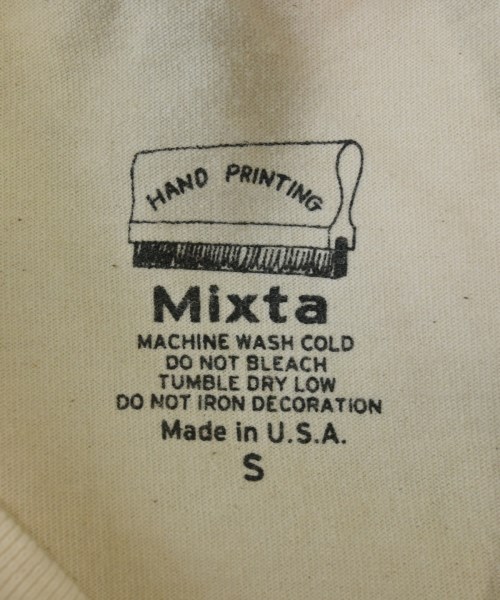 HAND PRINTING
Mixta
MACHINE WASH COLD
DO NOT BLEACH
TUMBLE DRY LOW
DO NOT IRON DECORATION
Made in U.S.A.
S